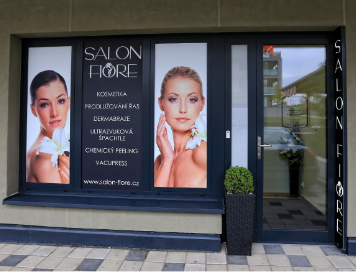 SALON
FIORE
KOSMETIKA
PRODLUŽOVÁNÍ ŘAS
DERMABRAZE
ULTRAZVUKOVÁ
ŠPACHTLE
CHEMICKÝ PEELING
VACUPRESS
www.salon-fiore.cz
SALON FIORE